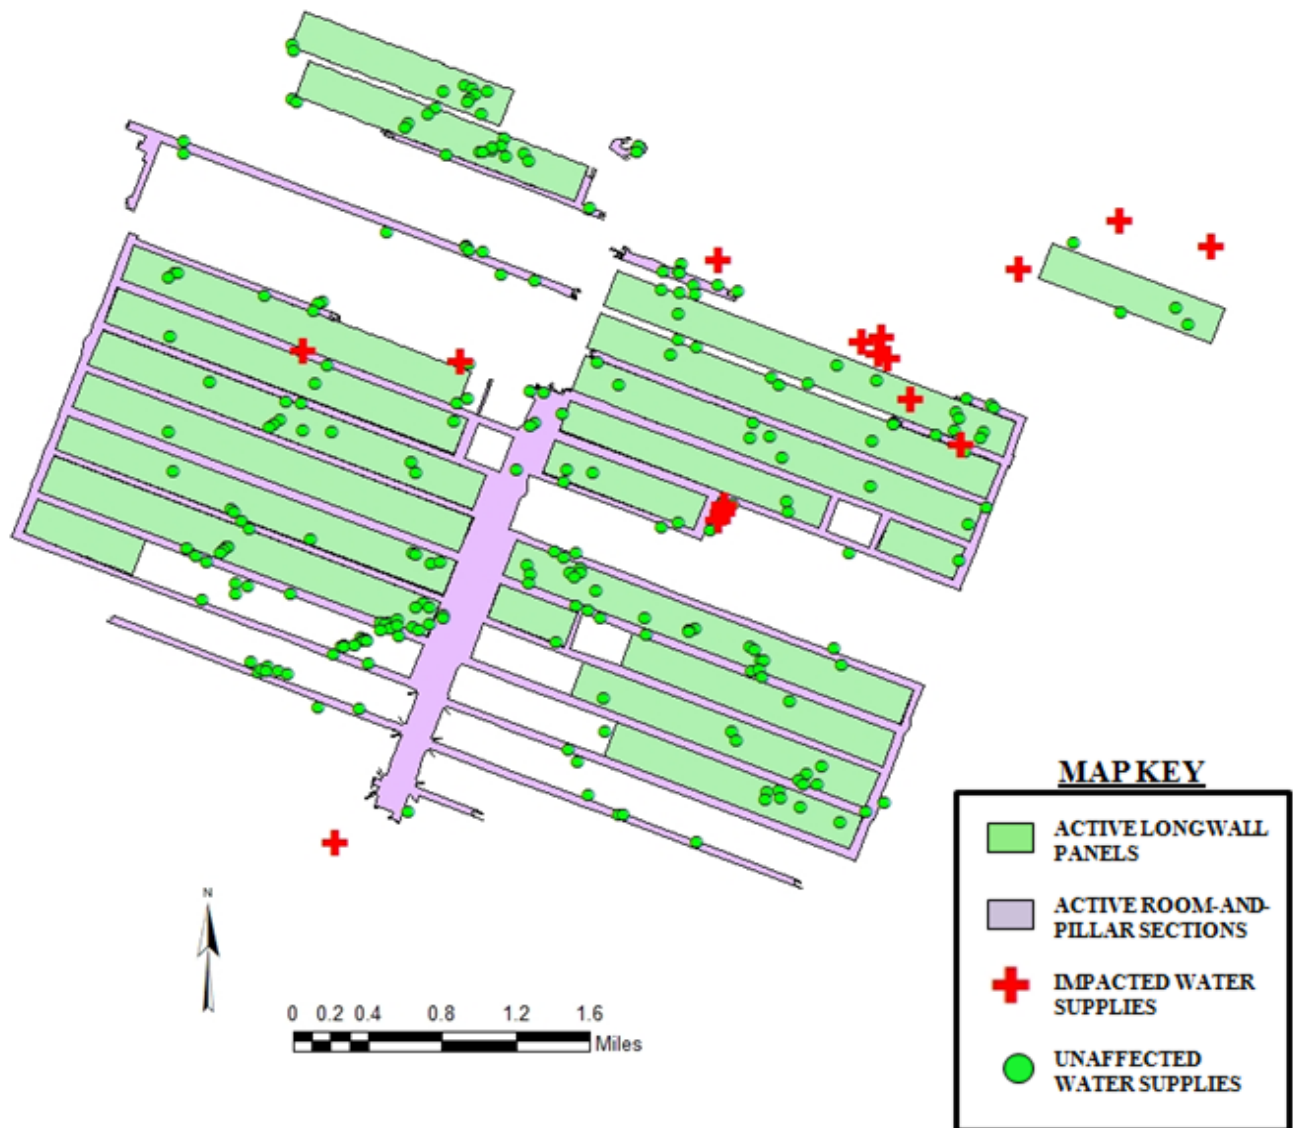 MAP KEY
ACTIVE LONGWALL
PANELS
ACTIVE ROOM-AND-
PILLAR SECTIONS
IMPACTED WATER
SUPPLIES
UNAFFECTED
WATER SUPPLIES
N
0 0.2 0.4 0.8 1.2 1.6
Miles